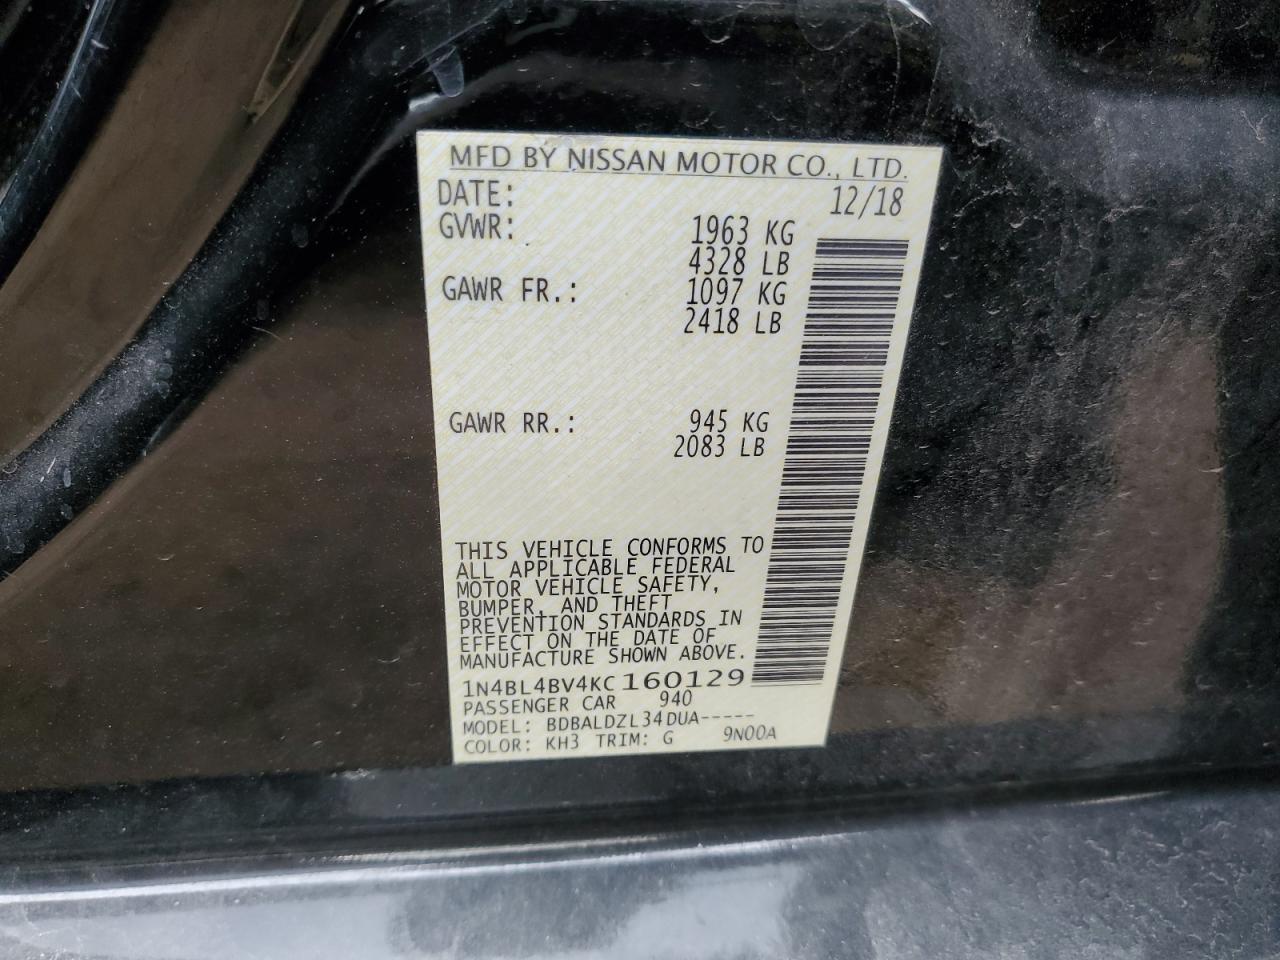 MFD BY NISSAN MOTOR CO., LTD.
DATE: 12/18
GVWR: 1963 KG
4328 LB
GAWR FR.: 1097 KG
2418 LB
GAWR RR.: 945 KG
2083 LB
THIS VEHICLE CONFORMS TO
ALL APPLICABLE FEDERAL
MOTOR VEHICLE SAFETY,
BUMPER, AND THEFT
PREVENTION STANDARDS IN
EFFECT ON THE DATE OF
MANUFACTURE SHOWN ABOVE.
1N4BL4BV4KC160129
PASSENGER CAR 940
MODEL: BDBALDZL34DUA-----
COLOR: KH3 TRIM: G 9N00A